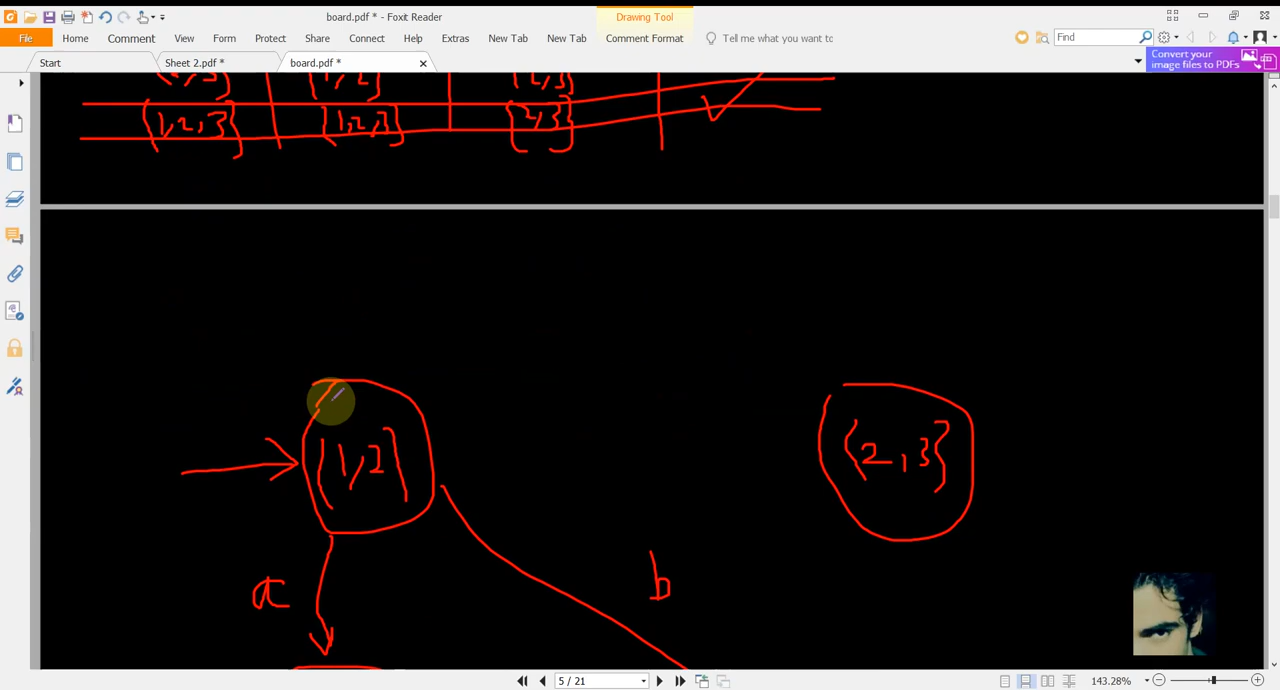 board.pdf * - Foxit Reader
Drawing Tool
File Home Comment View Form Protect Share Connect Help Extras New Tab New Tab Comment Format Tell me what you want to Find
Start Sheet 2.pdf * board.pdf *
Convert your
image files to PDFs
{1,2,3} {1,2,3} {2,3}
{1,2} {2,3}
a b
5 / 21 143.28%